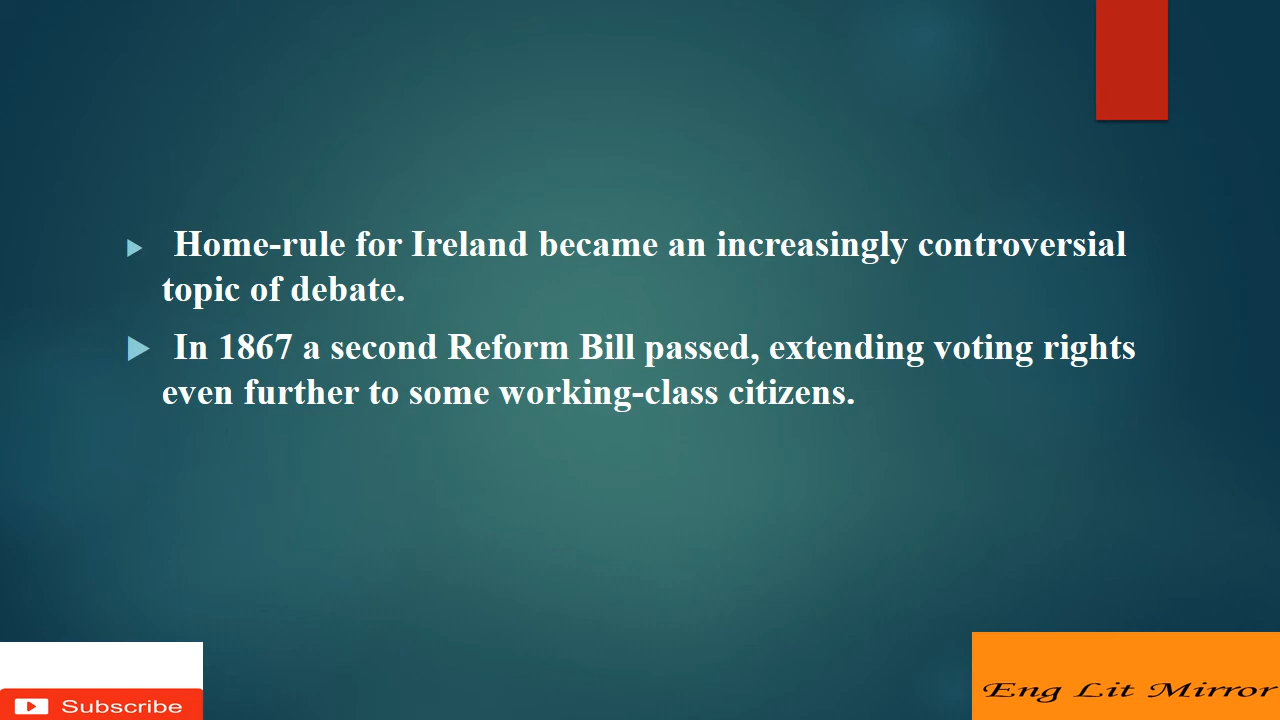 Home-rule for Ireland became an increasingly controversial
topic of debate.
In 1867 a second Reform Bill passed, extending voting rights
even further to some working-class citizens.
Subscribe
Eng Lit Mirror